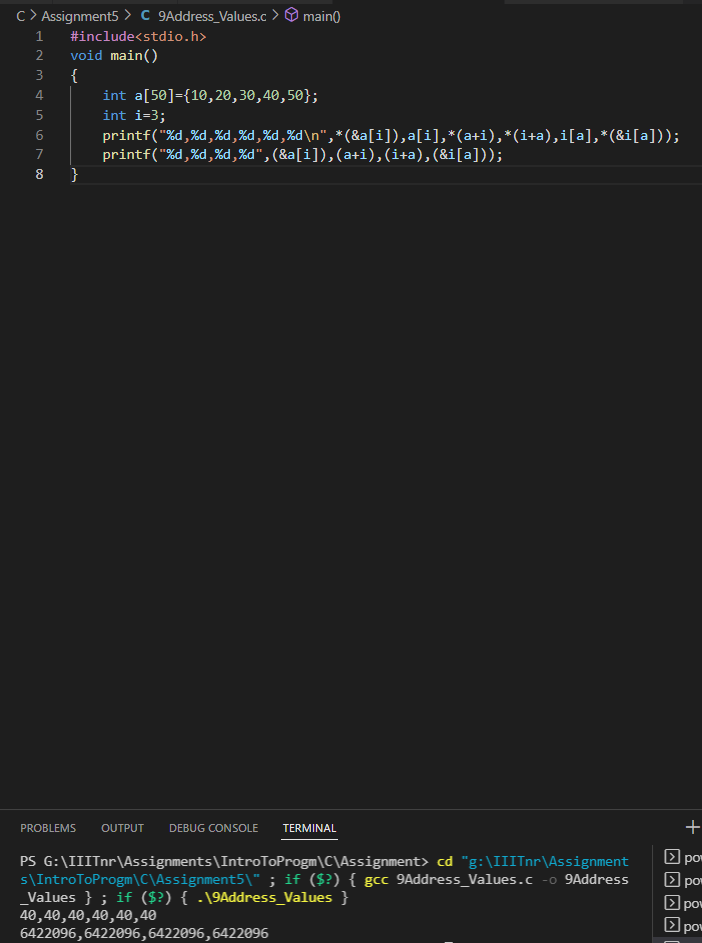 C > Assignment5 > C 9Address_Values.c > main()
1 #include<stdio.h>
2 void main()
3 {
4 int a[50]={10,20,30,40,50};
5 int i=3;
6 printf("%d,%d,%d,%d,%d,%d\n",*(&a[i]),a[i],*(a+i),*(i+a),i[a],*(&i[a]));
7 printf("%d,%d,%d,%d",(&a[i]),(a+i),(i+a),(&i[a]));
8 }
PROBLEMS OUTPUT DEBUG CONSOLE TERMINAL
PS G:\IIITnr\Assignments\IntroToProgm\C\Assignment> cd "g:\IIITnr\Assignment
s\IntroToProgm\C\Assignment5\" ; if ($?) { gcc 9Address_Values.c -o 9Address
_Values } ; if ($?) { .\9Address_Values }
40,40,40,40,40,40
6422096,6422096,6422096,6422096
pow
pow
pow
pow